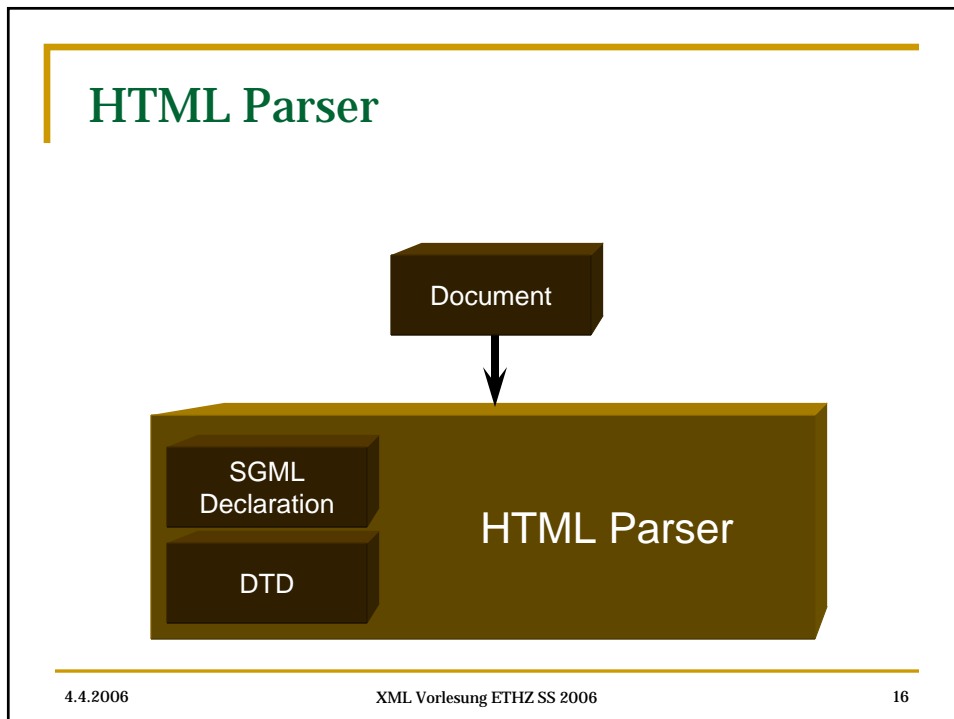 HTML Parser
Document
SGML
Declaration
HTML Parser
DTD
4.4.2006
XML Vorlesung ETHZ SS 2006
16